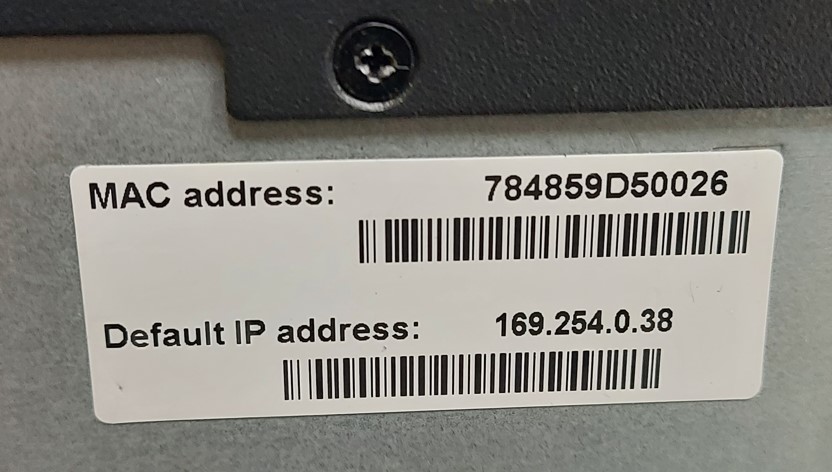 MAC address: 784859D50026
Default IP address: 169.254.0.38